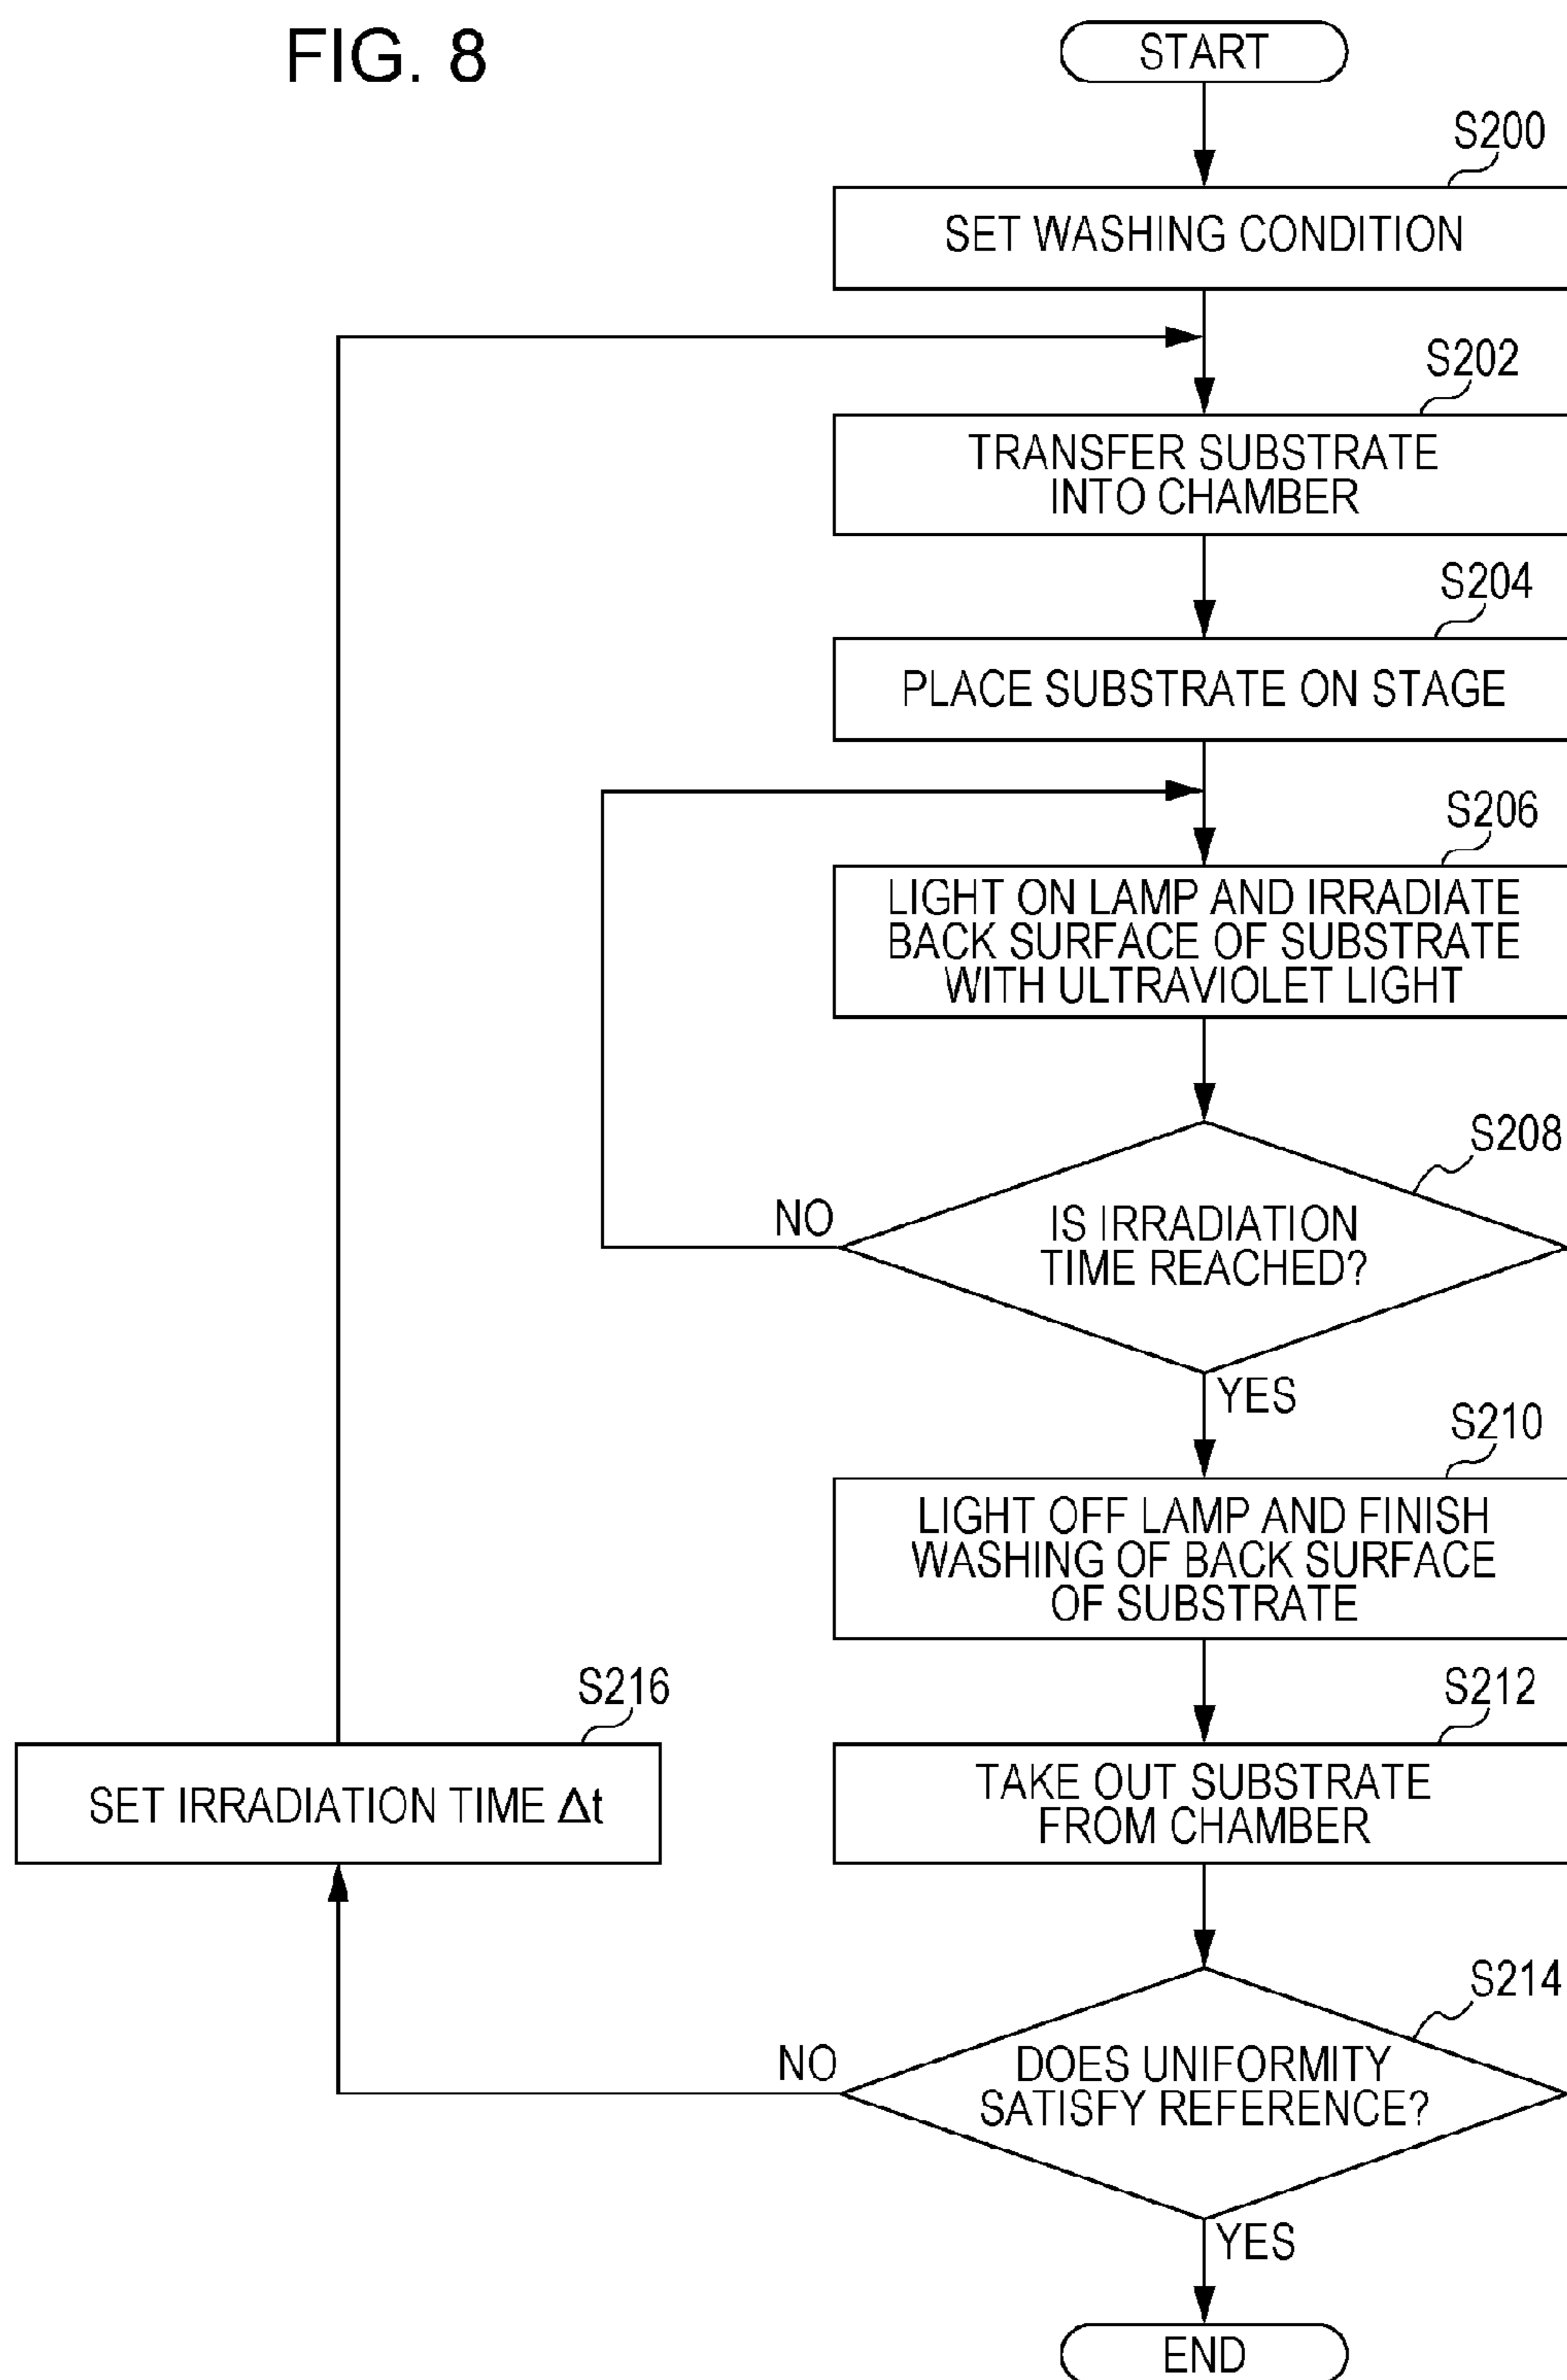 FIG. 8
START
S200
SET WASHING CONDITION
S202
TRANSFER SUBSTRATE
INTO CHAMBER
S204
PLACE SUBSTRATE ON STAGE
S206
LIGHT ON LAMP AND IRRADIATE
BACK SURFACE OF SUBSTRATE
WITH ULTRAVIOLET LIGHT
S208
IS IRRADIATION
TIME REACHED?
NO
YES
S210
LIGHT OFF LAMP AND FINISH
WASHING OF BACK SURFACE
OF SUBSTRATE
S212
TAKE OUT SUBSTRATE
FROM CHAMBER
S214
DOES UNIFORMITY
SATISFY REFERENCE?
NO
S216
SET IRRADIATION TIME Δt
YES
END